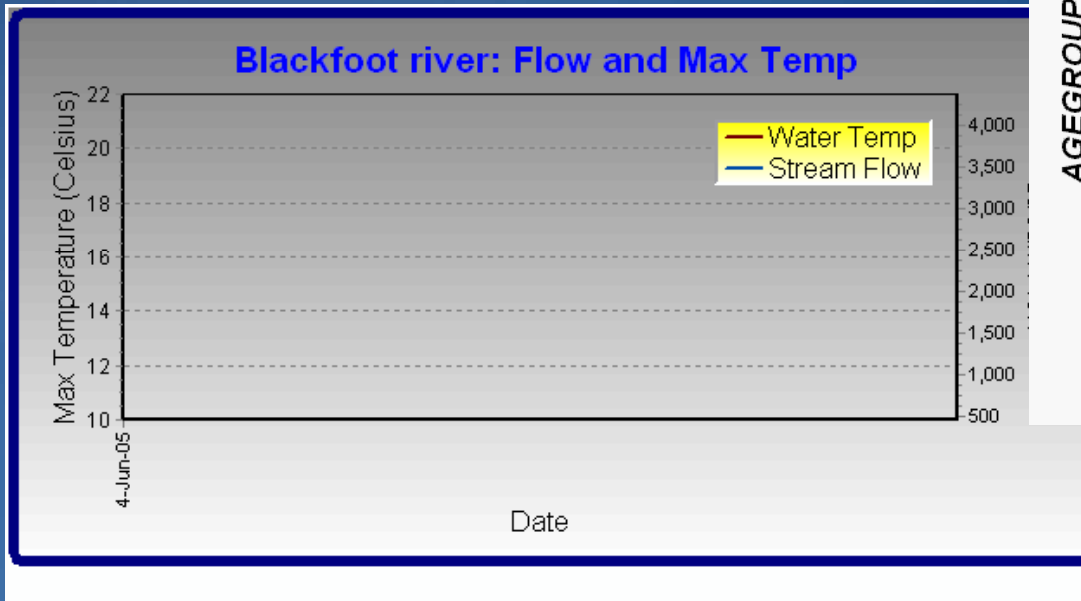 Blackfoot river: Flow and Max Temp
Max Temperature (Celsius)
22
20
18
16
14
12
10
Water Temp
Stream Flow
4,000
3,500
3,000
2,500
2,000
1,500
1,000
500
4-Jun-05
Date
AGEGROUP